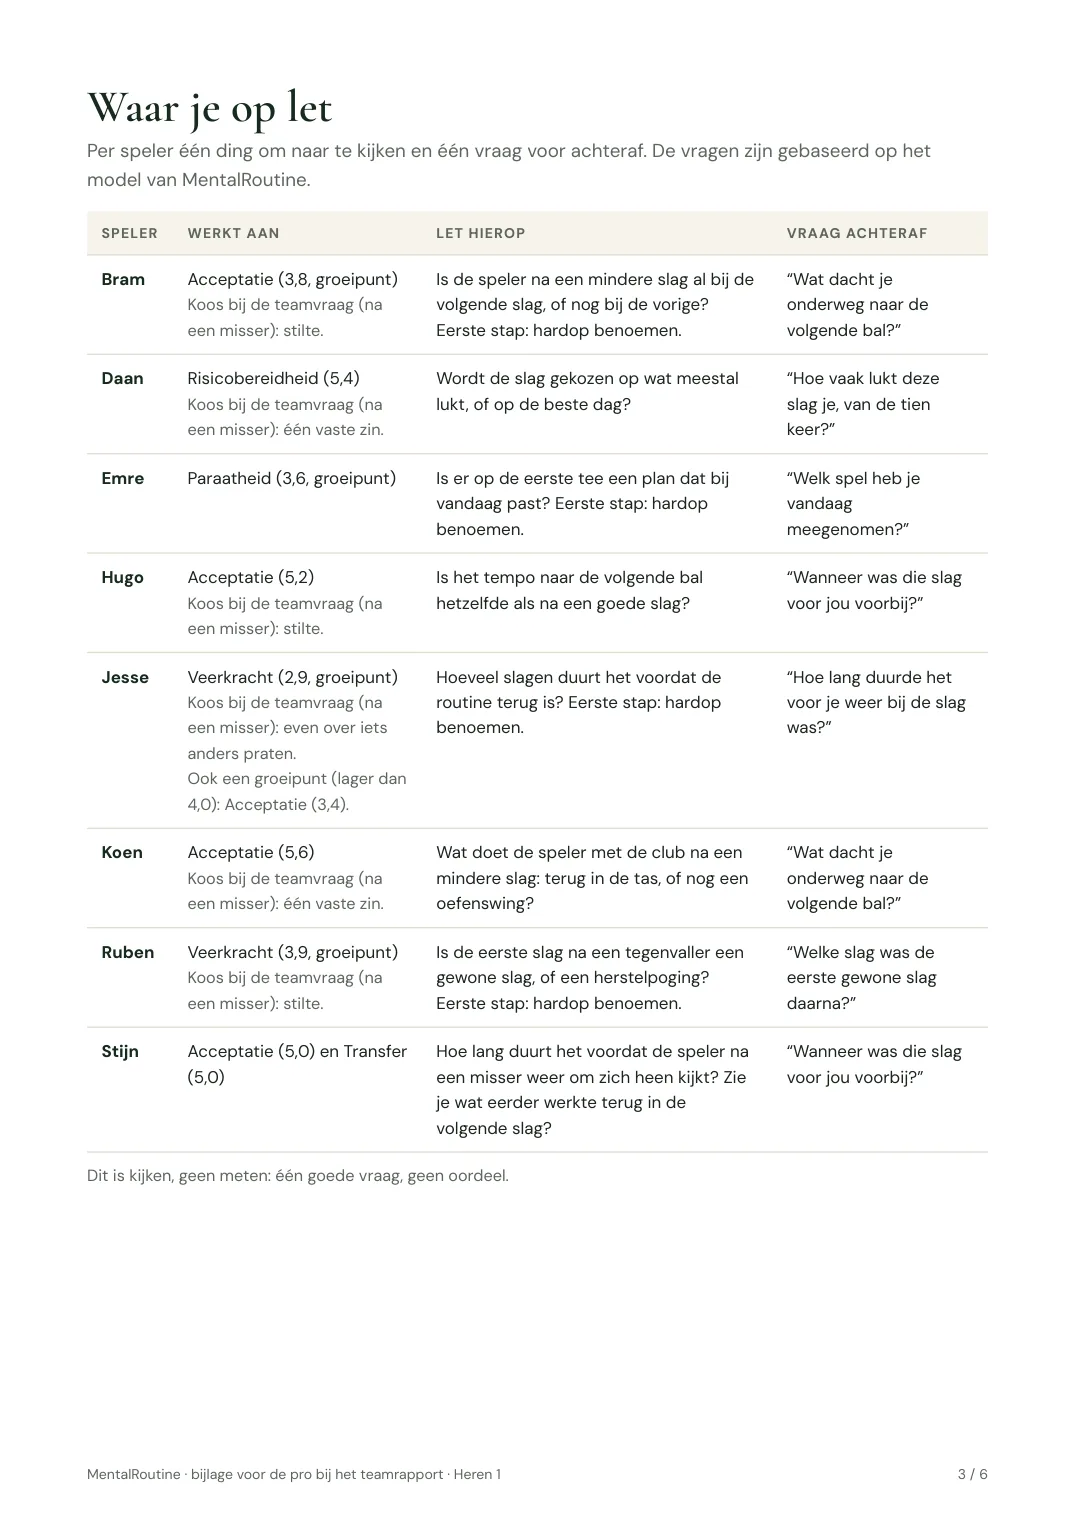 Waar je op let
Per speler één ding om naar te kijken en één vraag voor achteraf. De vragen zijn gebaseerd op het
model van MentalRoutine.
SPELER WERKT AAN LET HIEROP VRAAG ACHTERAF
Bram
Acceptatie (3,8, groeipunt)
Koos bij de teamvraag (na
een misser): stilte.
Is de speler na een mindere slag al bij de
volgende slag, of nog bij de vorige?
Eerste stap: hardop benoemen.
“Wat dacht je
onderweg naar de
volgende bal?”
Daan
Risicobereidheid (5,4)
Koos bij de teamvraag (na
een misser): één vaste zin.
Wordt de slag gekozen op wat meestal
lukt, of op de beste dag?
“Hoe vaak lukt deze
slag je, van de tien
keer?”
Emre
Paraatheid (3,6, groeipunt)
Is er op de eerste tee een plan dat bij
vandaag past? Eerste stap: hardop
benoemen.
“Welk spel heb je
vandaag
meegenomen?”
Hugo
Acceptatie (5,2)
Koos bij de teamvraag (na
een misser): stilte.
Is het tempo naar de volgende bal
hetzelfde als na een goede slag?
“Wanneer was die slag
voor jou voorbij?”
Jesse
Veerkracht (2,9, groeipunt)
Koos bij de teamvraag (na
een misser): even over iets
anders praten.
Ook een groeipunt (lager dan
4,0): Acceptatie (3,4).
Hoeveel slagen duurt het voordat de
routine terug is? Eerste stap: hardop
benoemen.
“Hoe lang duurde het
voor je weer bij de slag
was?”
Koen
Acceptatie (5,6)
Koos bij de teamvraag (na
een misser): één vaste zin.
Wat doet de speler met de club na een
mindere slag: terug in de tas, of nog een
oefenswing?
“Wat dacht je
onderweg naar de
volgende bal?”
Ruben
Veerkracht (3,9, groeipunt)
Koos bij de teamvraag (na
een misser): stilte.
Is de eerste slag na een tegenvaller een
gewone slag, of een herstelpoging?
Eerste stap: hardop benoemen.
“Welke slag was de
eerste gewone slag
daarna?”
Stijn
Acceptatie (5,0) en Transfer
(5,0)
Hoe lang duurt het voordat de speler na
een misser weer om zich heen kijkt? Zie
je wat eerder werkte terug in de
volgende slag?
“Wanneer was die slag
voor jou voorbij?”
Dit is kijken, geen meten: één goede vraag, geen oordeel.
MentalRoutine · bijlage voor de pro bij het teamrapport · Heren 1
3 / 6